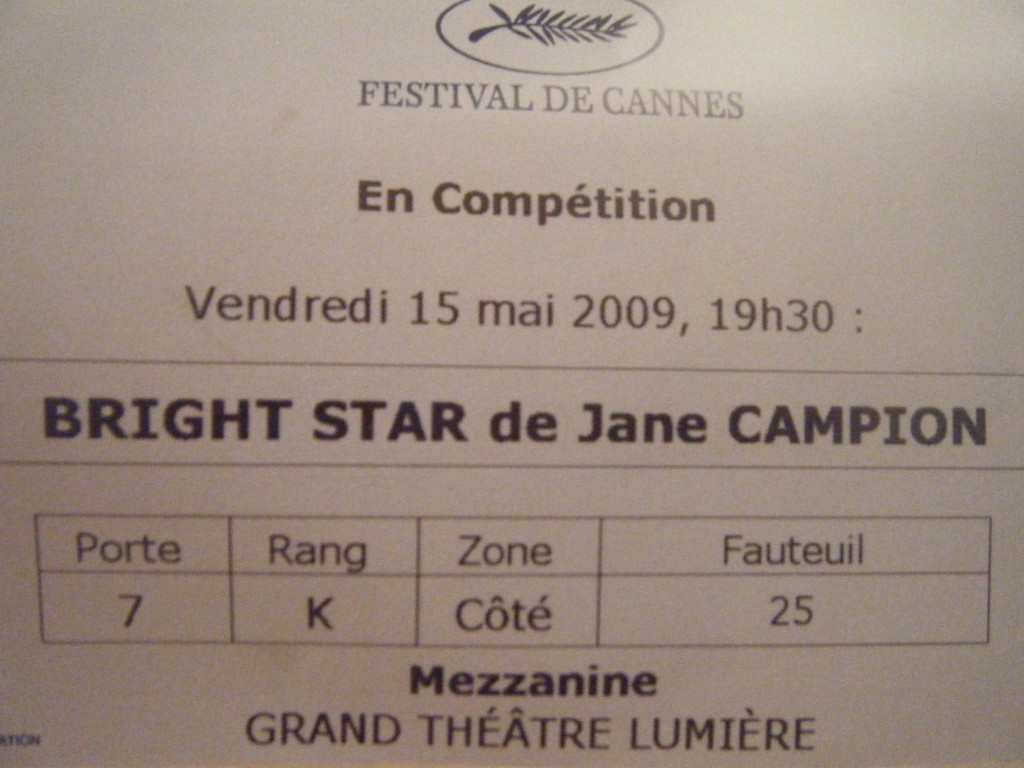 FESTIVAL DE CANNES
En Compétition
Vendredi 15 mai 2009, 19h30 :
BRIGHT STAR de Jane CAMPION
Porte Rang Zone Fauteuil
7 K Côté 25
Mezzanine
GRAND THÉÂTRE LUMIÈRE